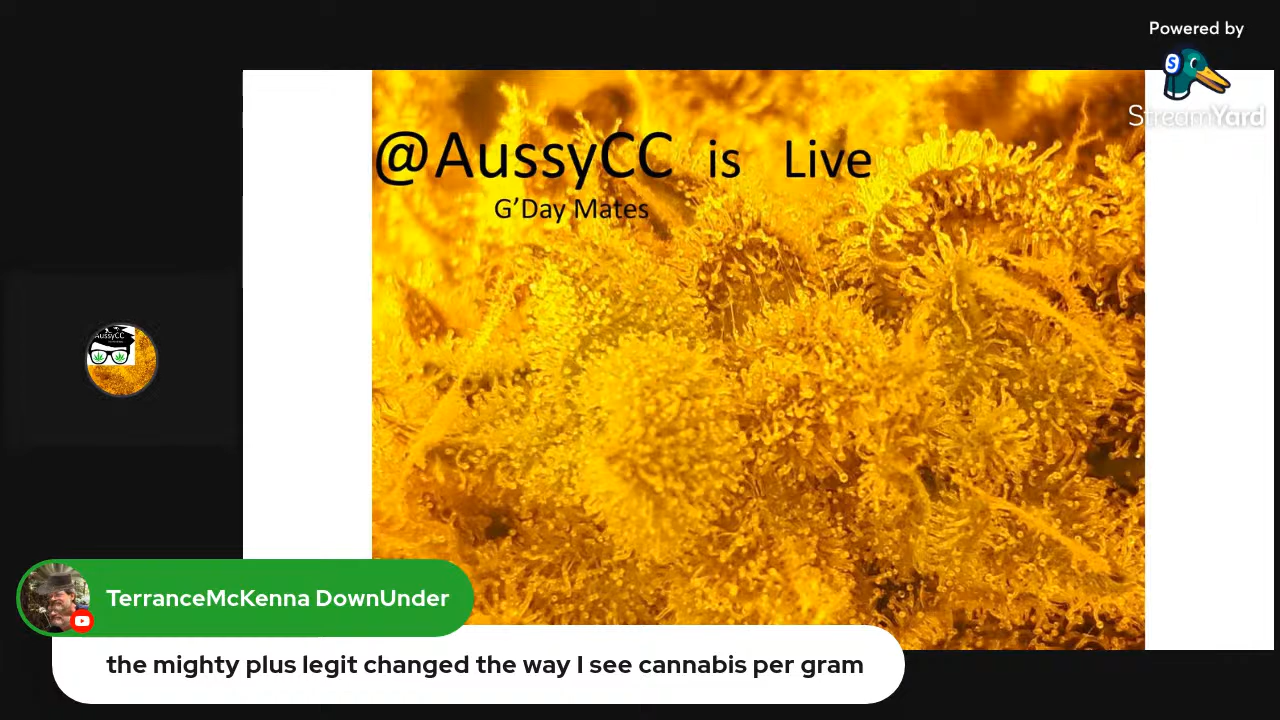 Powered by
S
StreamYard
@AussyCC is Live
G'Day Mates
AussyCC
TerranceMcKenna DownUnder
the mighty plus legit changed the way I see cannabis per gram